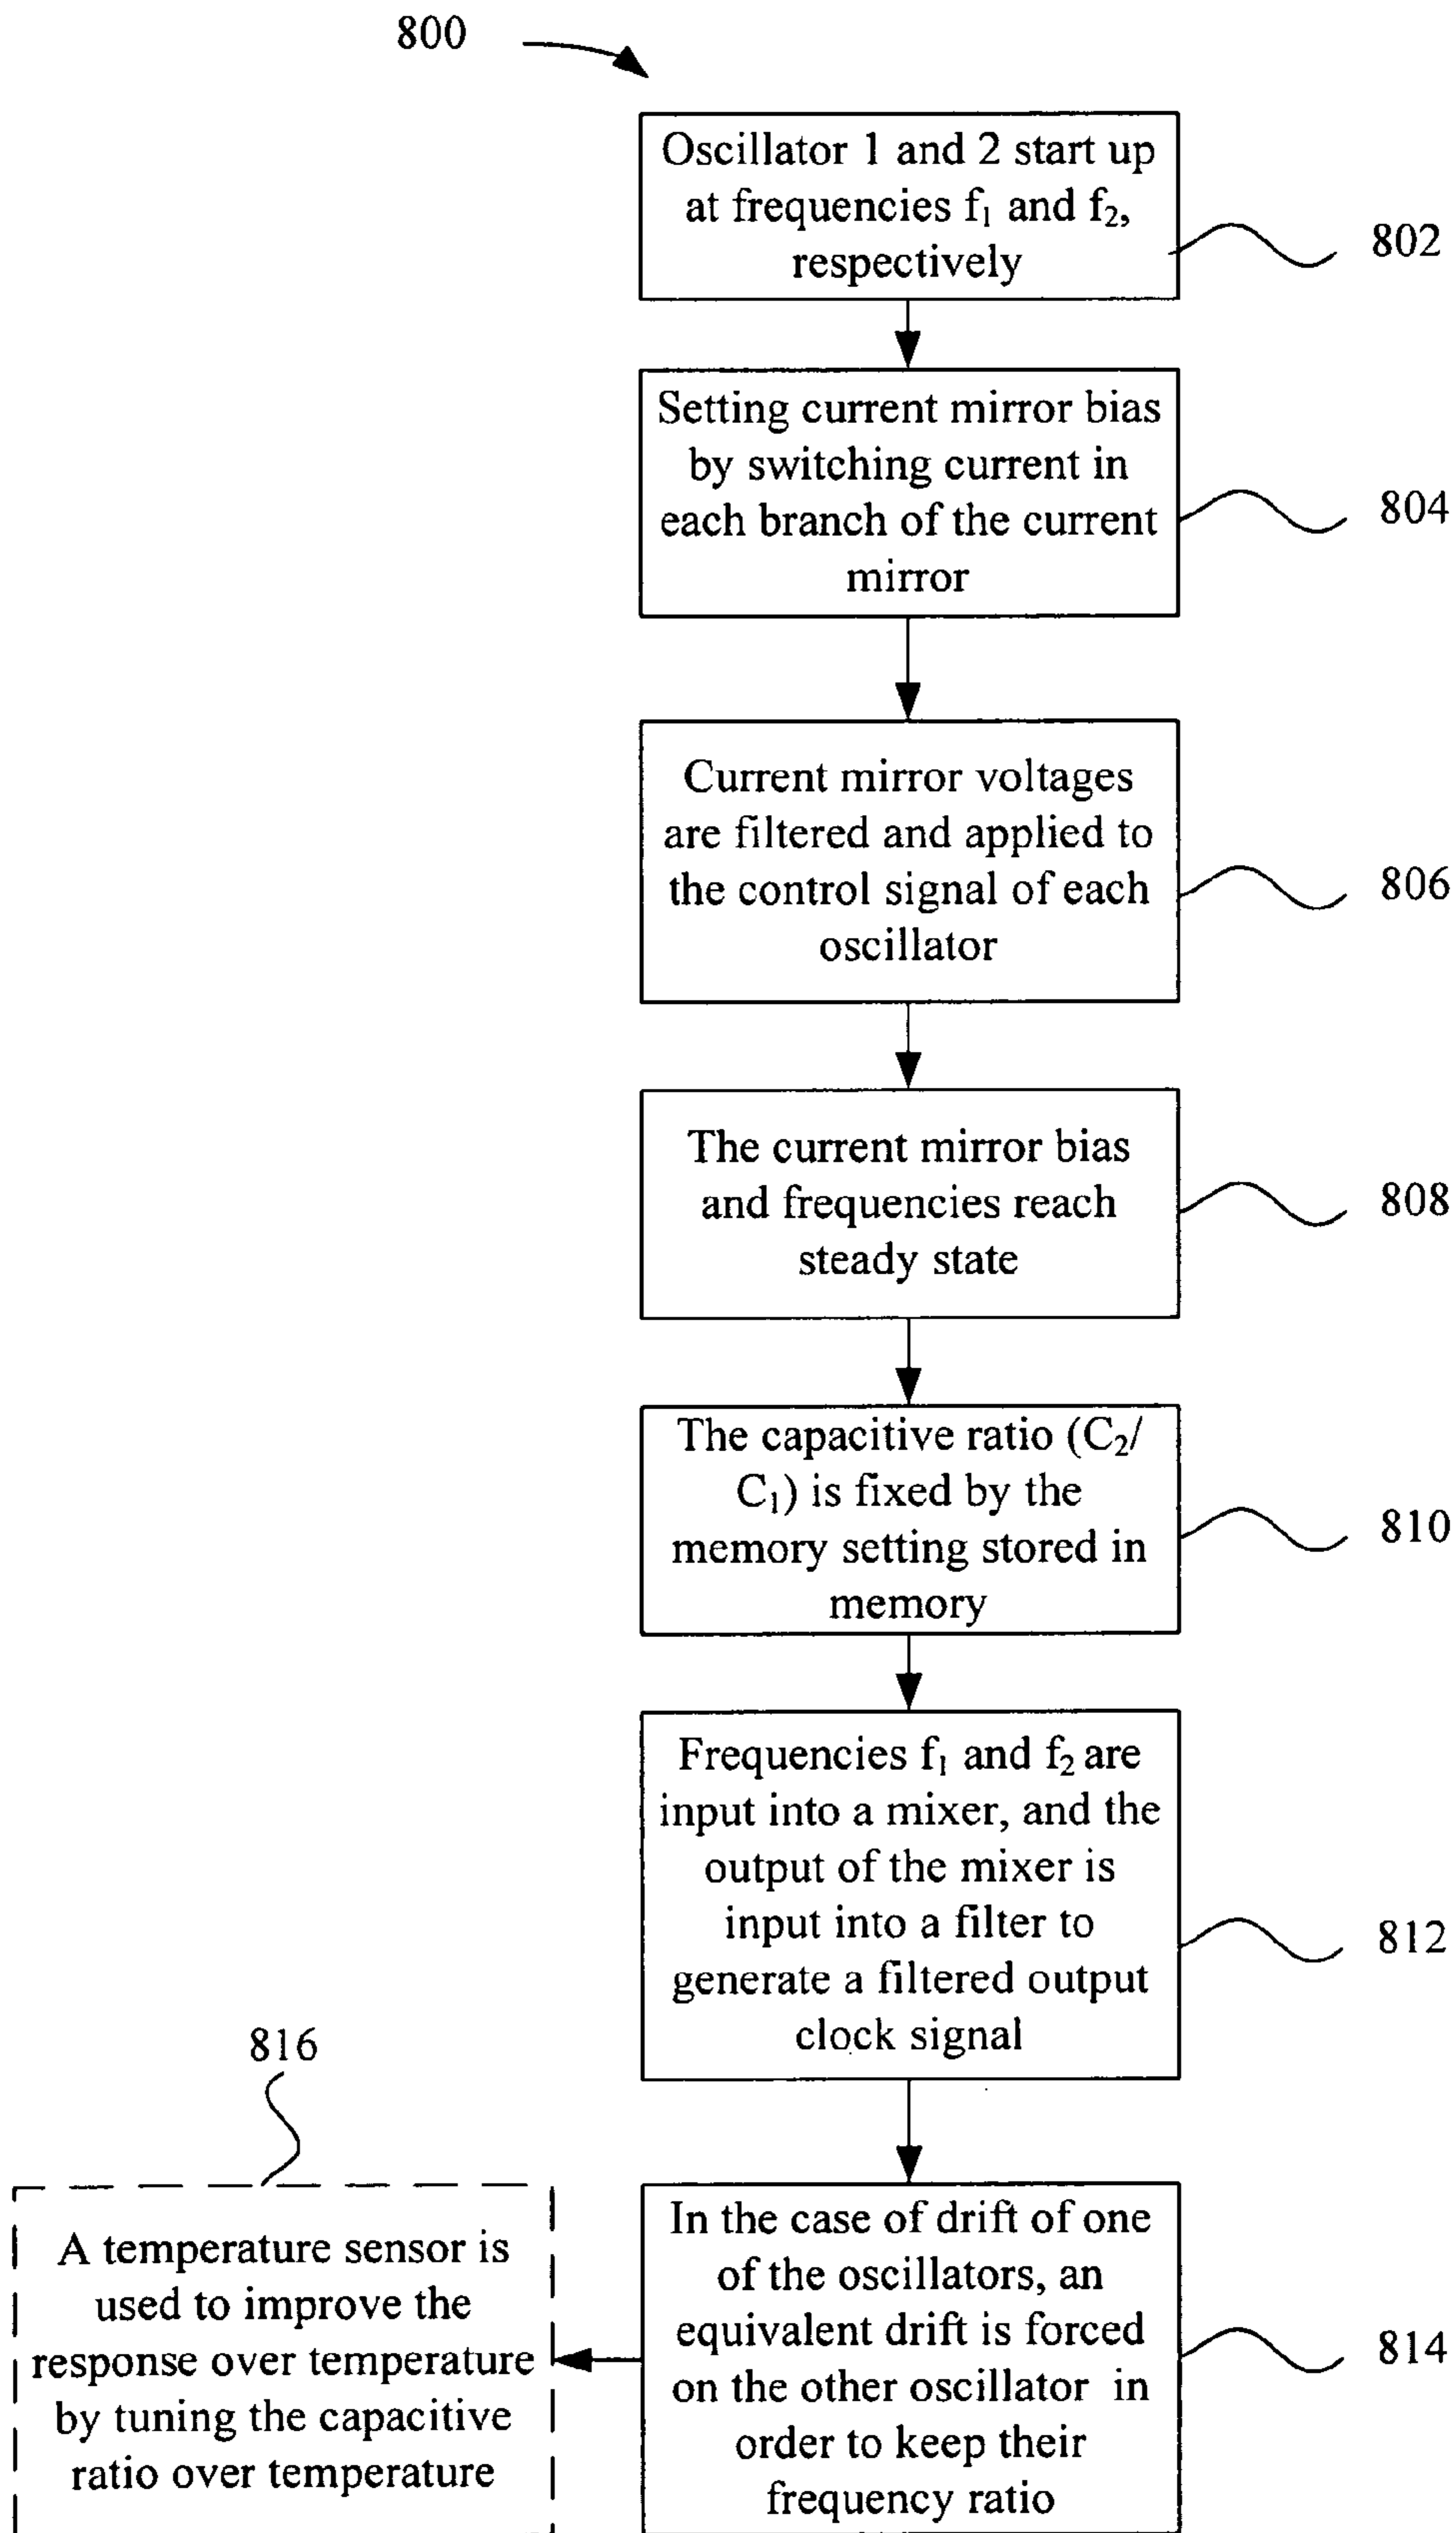 800
Oscillator 1 and 2 start up
at frequencies f₁ and f₂,
respectively
802
Setting current mirror bias
by switching current in
each branch of the current
mirror
804
Current mirror voltages
are filtered and applied to
the control signal of each
oscillator
806
The current mirror bias
and frequencies reach
steady state
808
The capacitive ratio (C₂/
C₁) is fixed by the
memory setting stored in
memory
810
Frequencies f₁ and f₂ are
input into a mixer, and the
output of the mixer is
input into a filter to
generate a filtered output
clock signal
812
In the case of drift of one
of the oscillators, an
equivalent drift is forced
on the other oscillator in
order to keep their
frequency ratio
814
816
A temperature sensor is
used to improve the
response over temperature
by tuning the capacitive
ratio over temperature